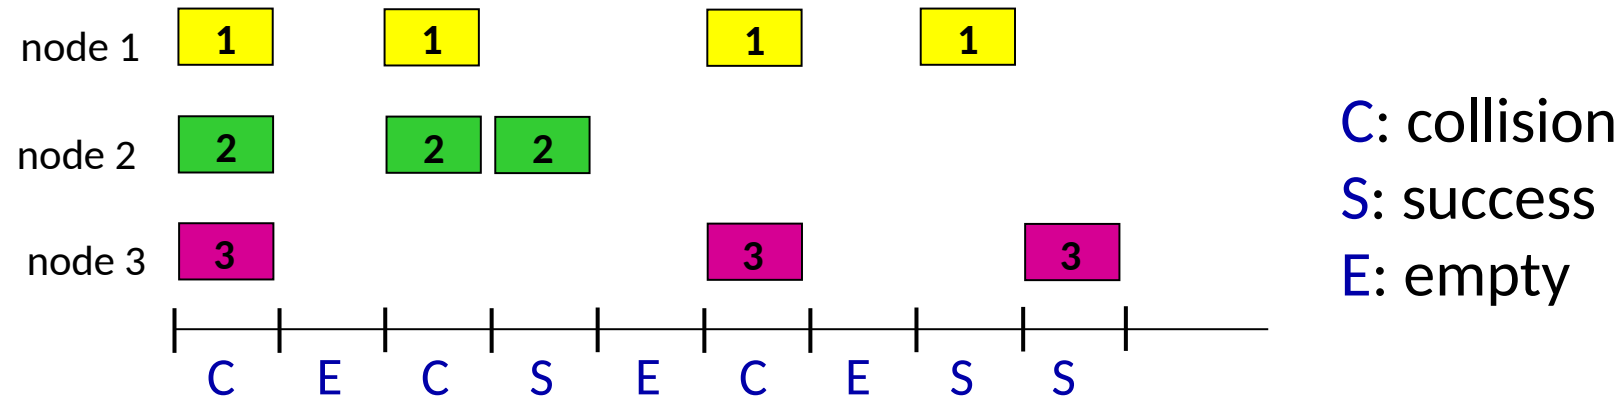 node 1 1 1 1 1
node 2 2 2 2
node 3 3 3 3
C E C S E C E S S
C: collision
S: success
E: empty